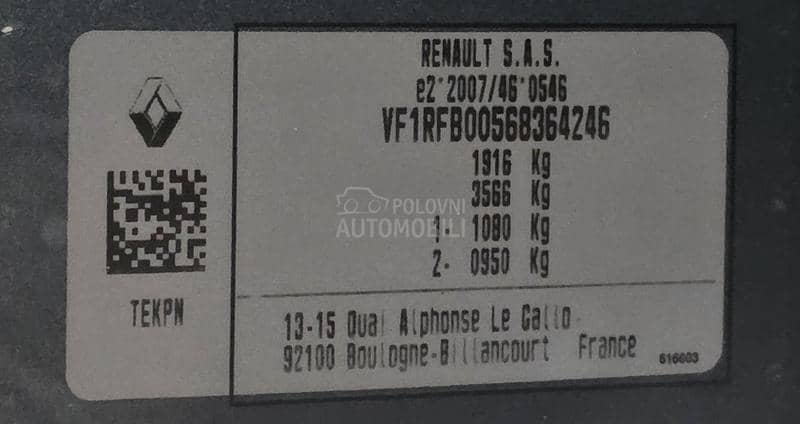 RENAULT S.A.S.
e2*2007/46*0546
VF1RFB00568364246
1916 Kg
3566 Kg
1- 1080 Kg
2- 0950 Kg
POLOVNI
AUTOMOBILI
TEKPN
13-15 Quai Alphonse Le Gallo
92100 Boulogne-Billancourt France
616603